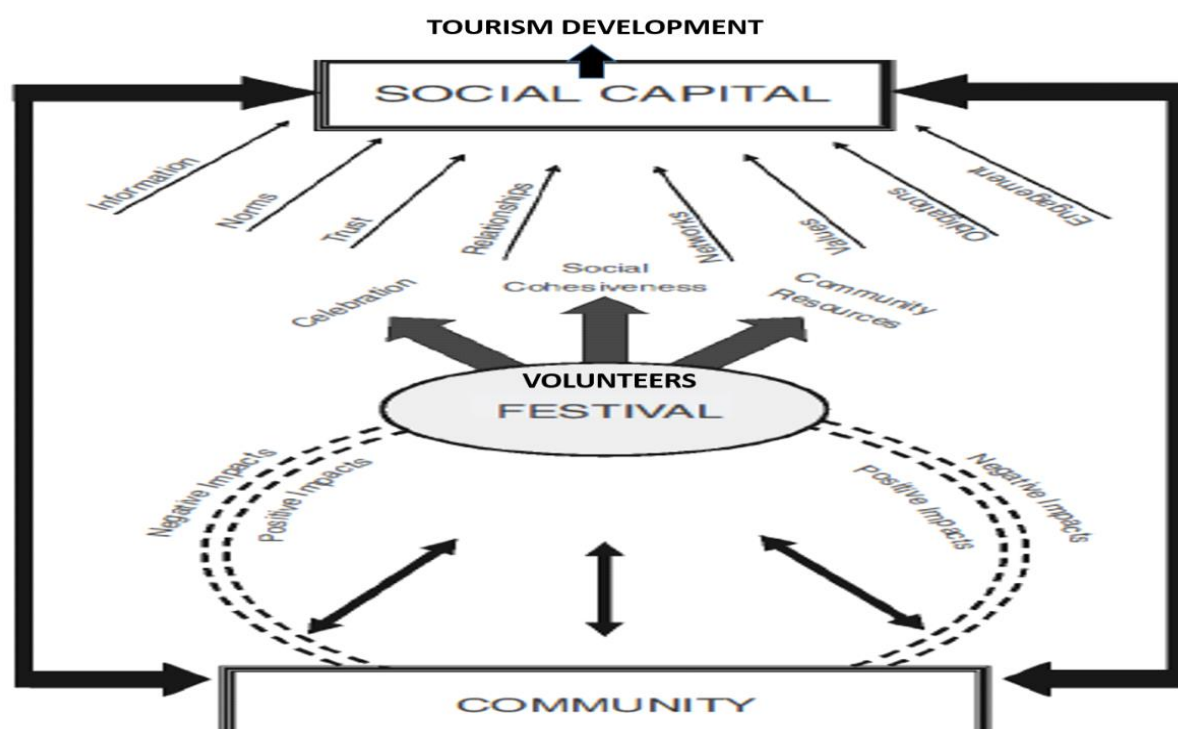 TOURISM DEVELOPMENT
SOCIAL CAPITAL
Information
Norms
Trust
Relationships
Networks
Values
Obligations
Engagement
Celebration
Social
Cohesiveness
Community
Resources
VOLUNTEERS
FESTIVAL
Negative Impacts
Positive Impacts
Positive Impacts
Negative Impacts
COMMUNITY